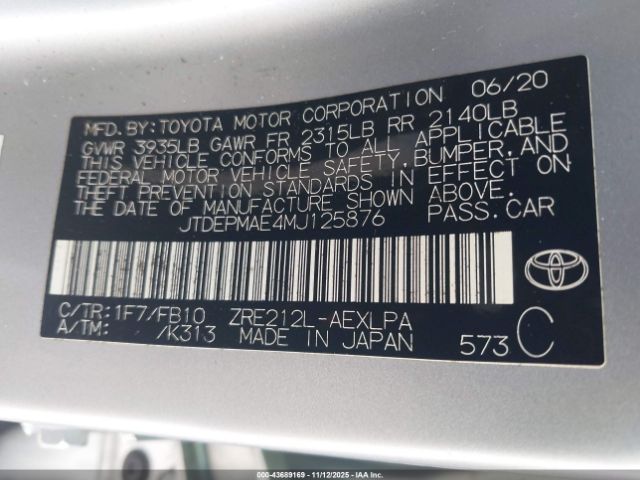 MFD.BY:TOYOTA MOTOR CORPORATION 06/20
GVWR 3935LB GAWR FR 2315LB RR 2140LB
THIS VEHICLE CONFORMS TO ALL APPLICABLE
FEDERAL MOTOR VEHICLE SAFETY,BUMPER,AND
THEFT PREVENTION STANDARDS IN EFFECT ON
THE DATE OF MANUFACTURE SHOWN ABOVE.
JTDEPMAE4MJ125876 PASS.CAR
C/TR:1F7/FB10 ZRE212L-AEXLPA
A/TM: /K313 MADE IN JAPAN 573 C
000-43689169 - 11/12/2025 - IAA Inc.